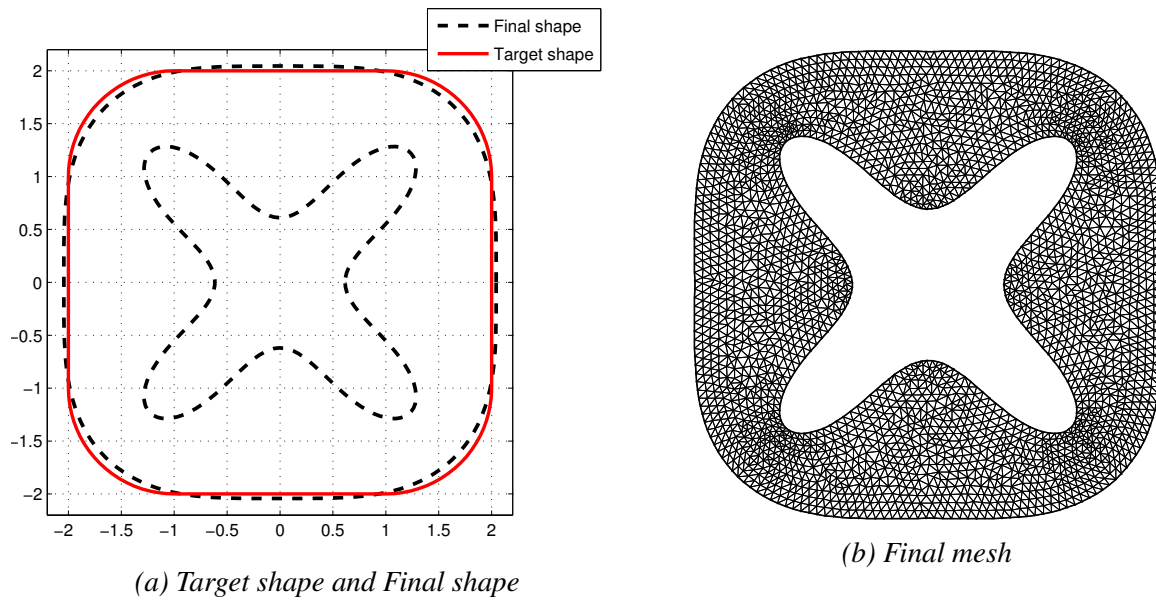 Final shape
Target shape
2
1.5
1
0.5
0
−0.5
−1
−1.5
−2
−2 −1.5 −1 −0.5 0 0.5 1 1.5 2
(a) Target shape and Final shape
(b) Final mesh